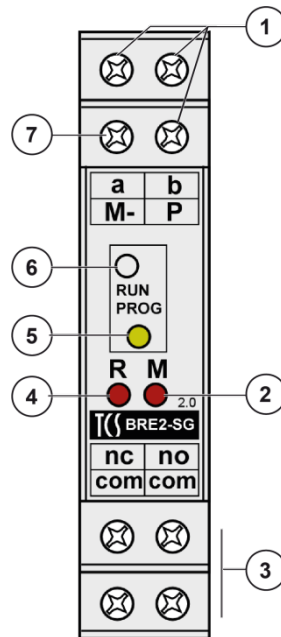 1
7
a b
M- P
6
RUN
PROG
5
R M
4
2
2.0
TCS BRE2-SG
nc no
com com
3